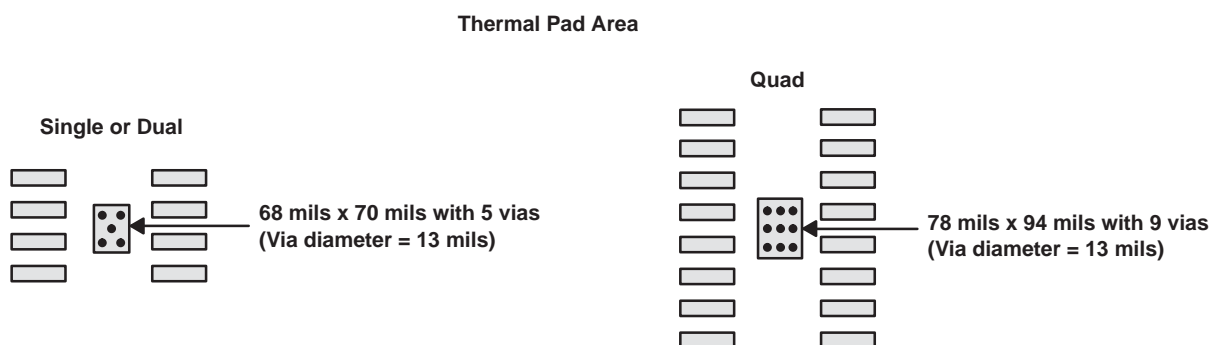 Thermal Pad Area
Single or Dual
68 mils x 70 mils with 5 vias
(Via diameter = 13 mils)
Quad
78 mils x 94 mils with 9 vias
(Via diameter = 13 mils)